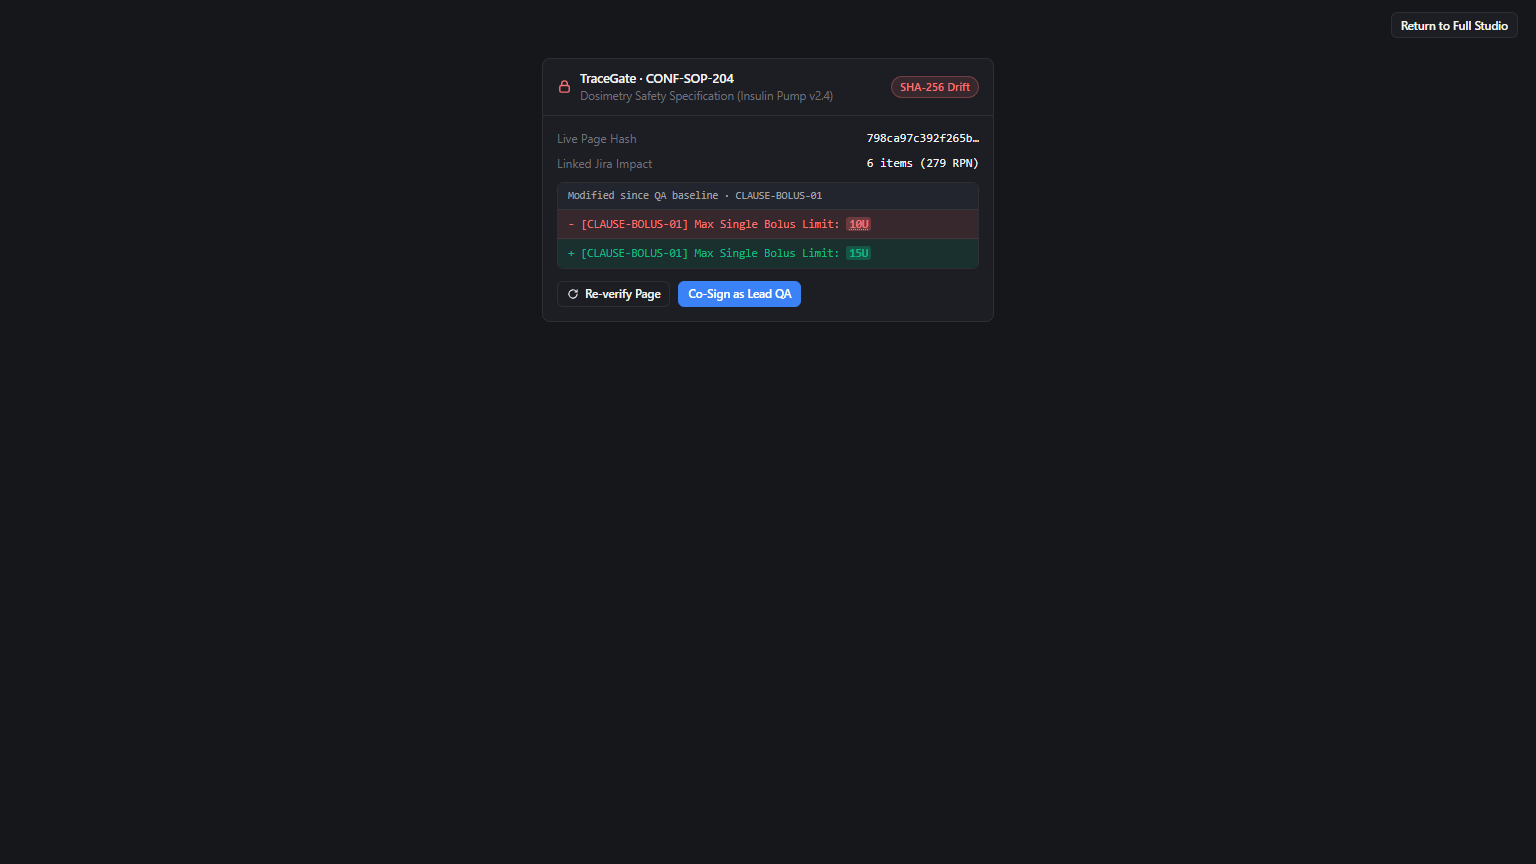 Return to Full Studio
TraceGate · CONF-SOP-204
Dosimetry Safety Specification (Insulin Pump v2.4)
SHA-256 Drift
Live Page Hash
798ca97c392f265b…
Linked Jira Impact
6 items (279 RPN)
Modified since QA baseline · CLAUSE-BOLUS-01
- [CLAUSE-BOLUS-01] Max Single Bolus Limit: 10U
+ [CLAUSE-BOLUS-01] Max Single Bolus Limit: 15U
Re-verify Page
Co-Sign as Lead QA